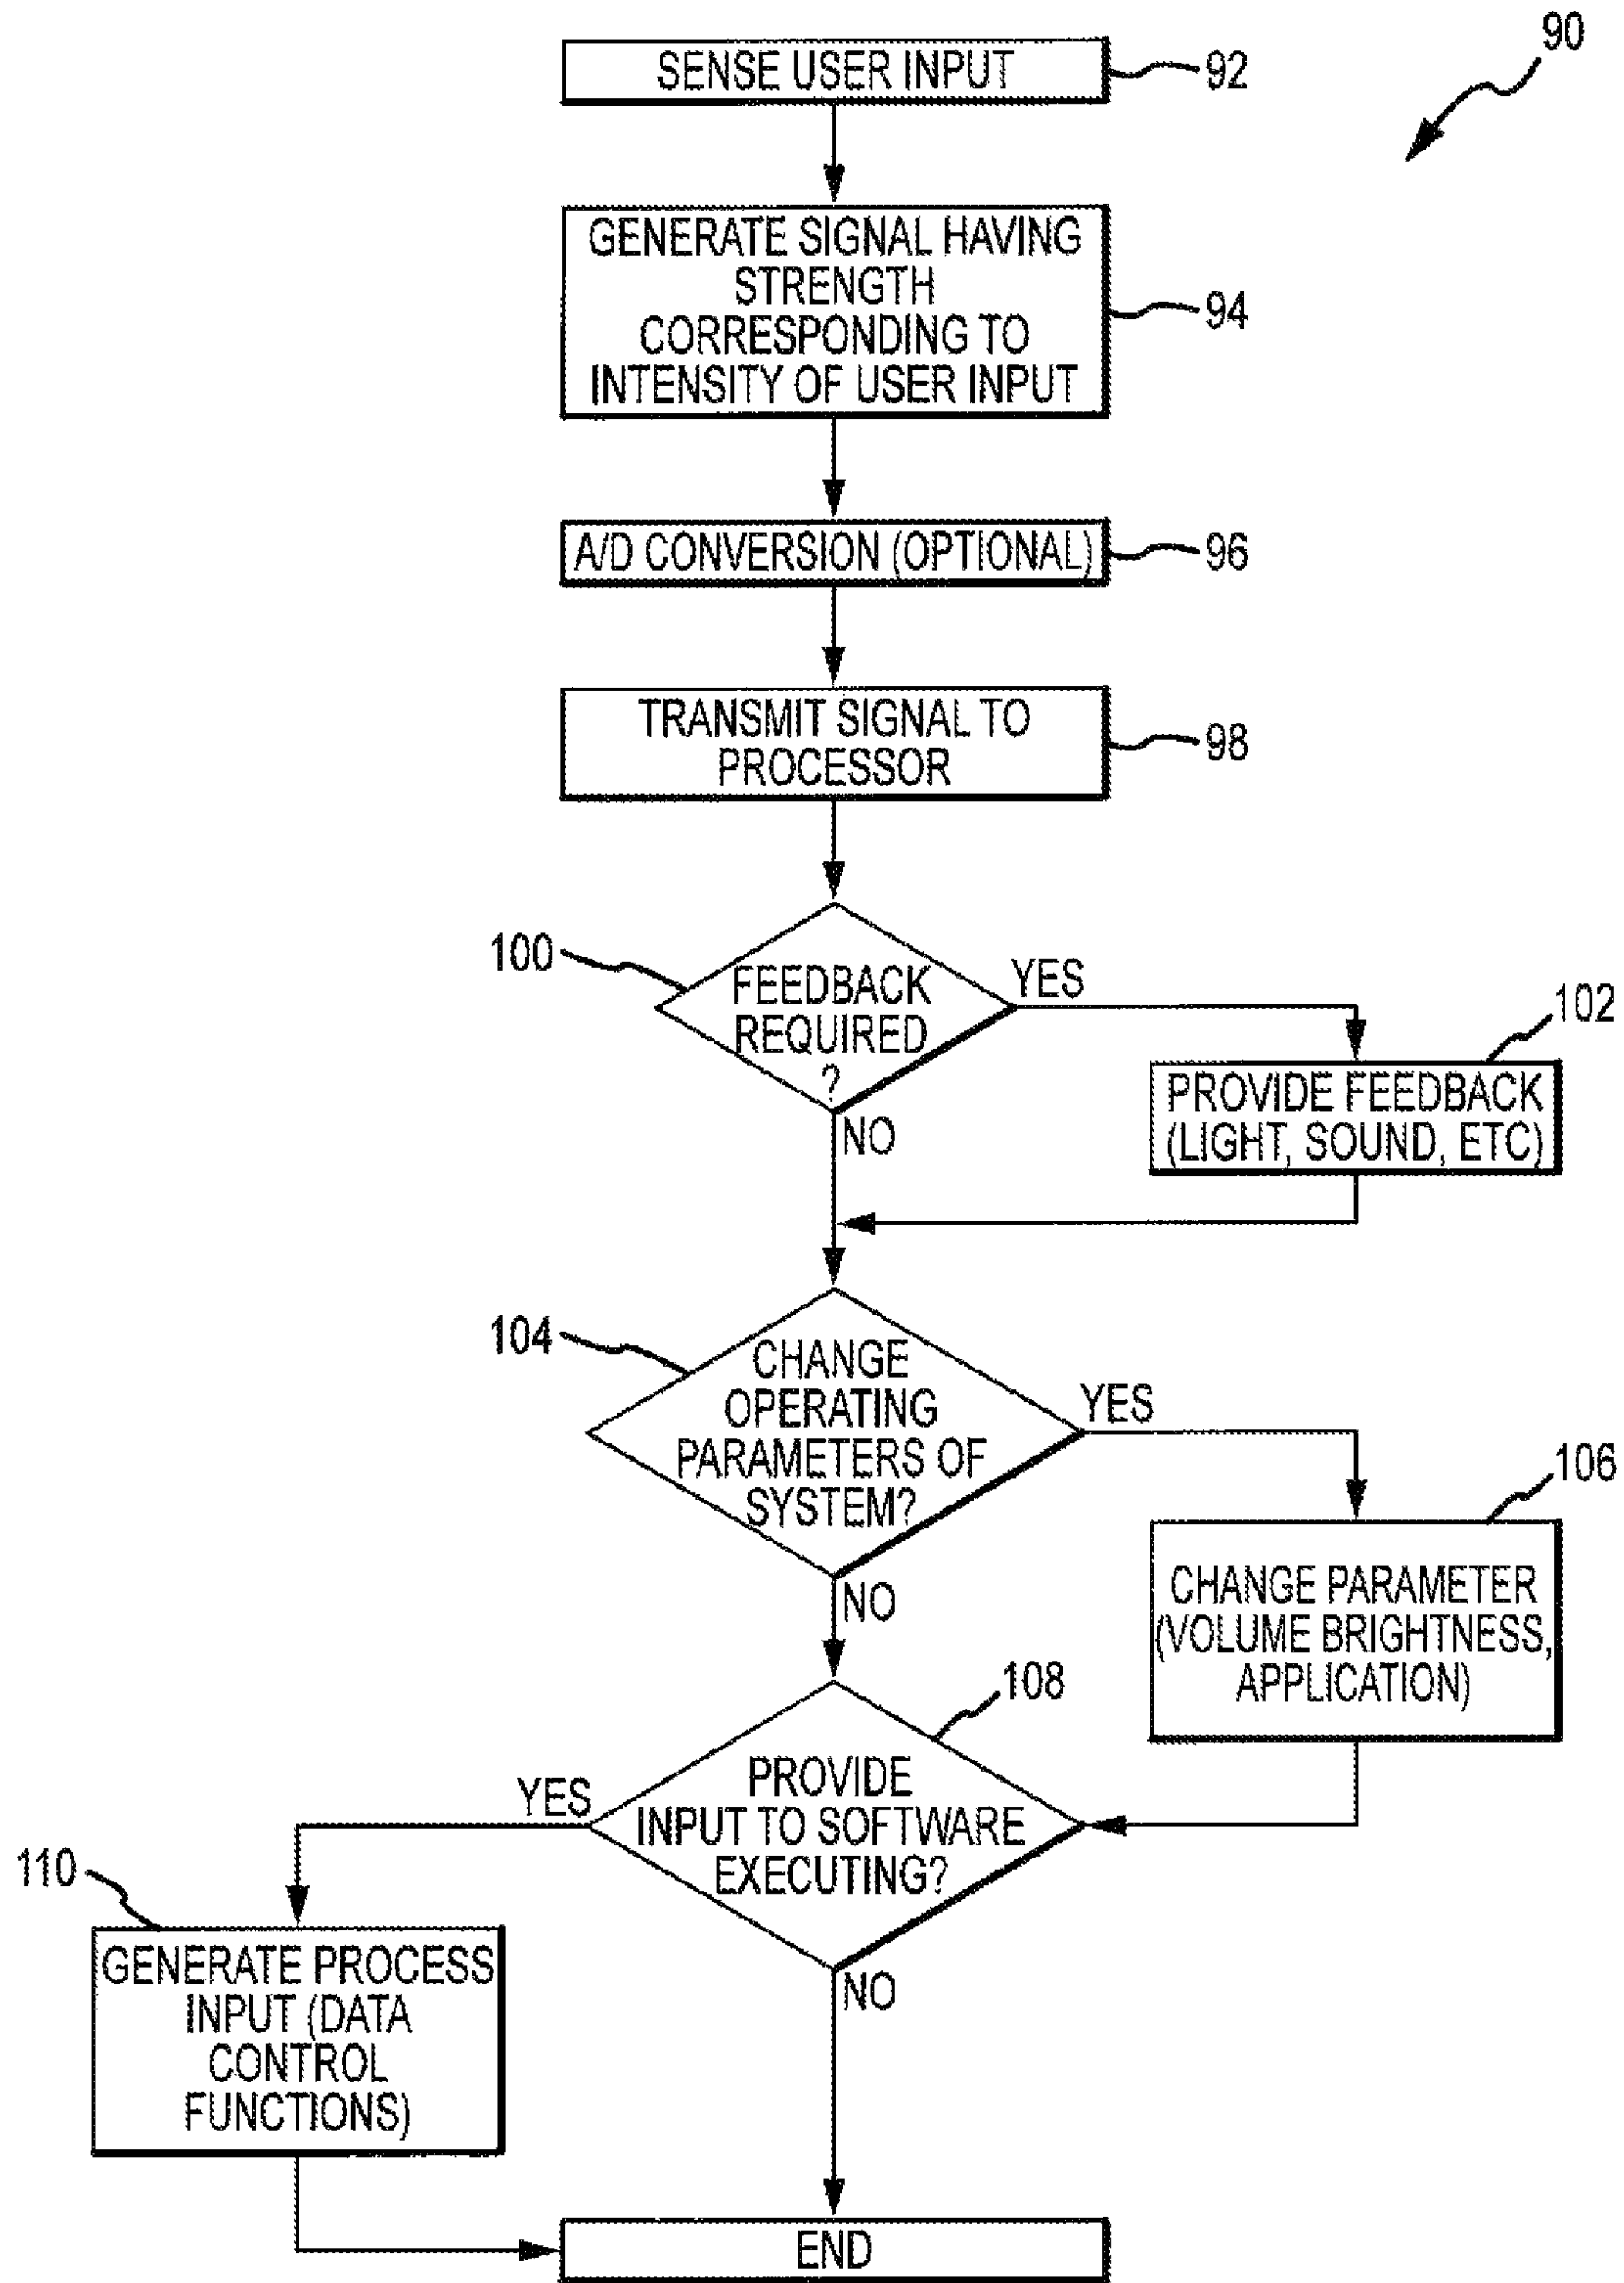 90
SENSE USER INPUT
92
GENERATE SIGNAL HAVING
STRENGTH
CORRESPONDING TO
INTENSITY OF USER INPUT
94
A/D CONVERSION (OPTIONAL)
96
TRANSMIT SIGNAL TO
PROCESSOR
98
100
FEEDBACK
REQUIRED
?
YES
NO
102
PROVIDE FEEDBACK
(LIGHT, SOUND, ETC)
104
CHANGE
OPERATING
PARAMETERS OF
SYSTEM?
YES
NO
106
CHANGE PARAMETER
(VOLUME BRIGHTNESS,
APPLICATION)
108
PROVIDE
INPUT TO SOFTWARE
EXECUTING?
YES
NO
110
GENERATE PROCESS
INPUT (DATA
CONTROL
FUNCTIONS)
END